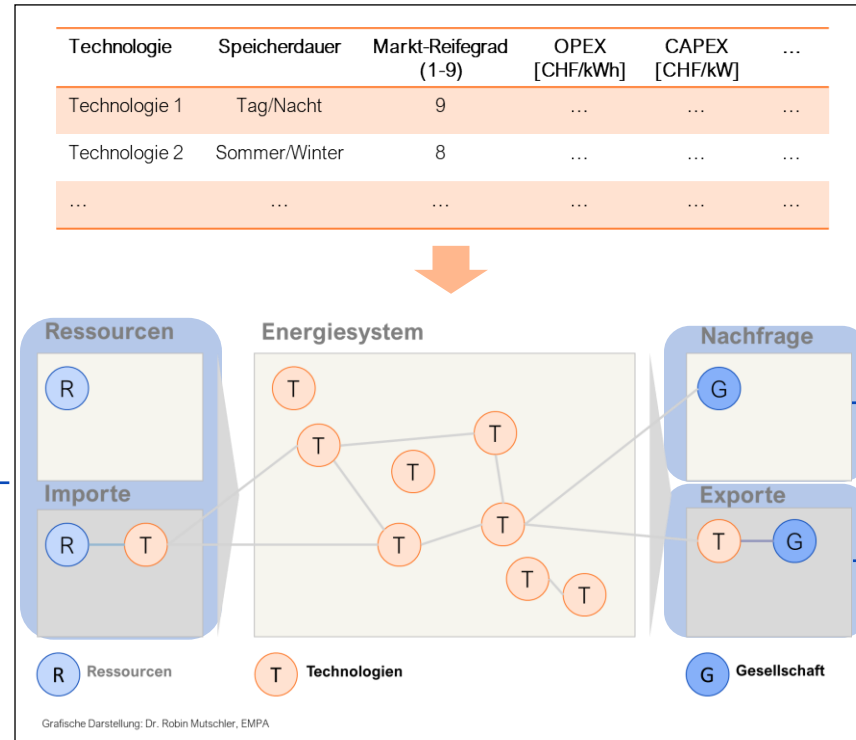 Technologie Speicherdauer Markt-Reifegrad (1-9) OPEX [CHF/kWh] CAPEX [CHF/kW] ...
Technologie 1 Tag/Nacht 9 ... ... ...
Technologie 2 Sommer/Winter 8 ... ... ...
... ... ... ... ... ...
Ressourcen Energiesystem Nachfrage
R T G
T T
T
Importe Exporte
R T T T T G
T T
R Ressourcen T Technologien G Gesellschaft
Grafische Darstellung: Dr. Robin Mutschler, EMPA